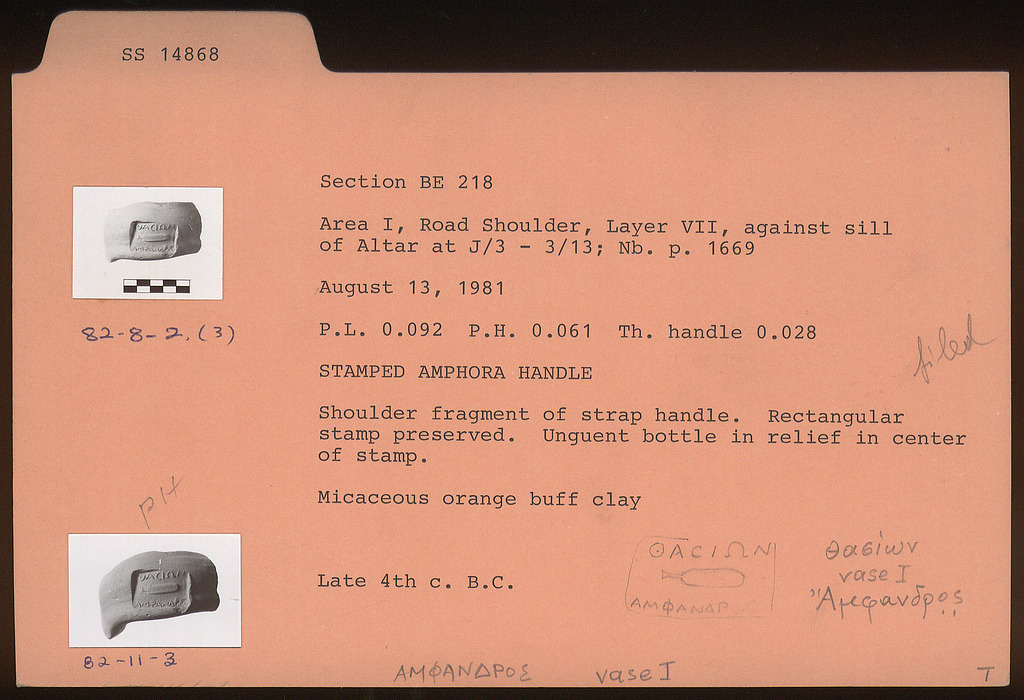 SS 14868
Section BE 218
Area I, Road Shoulder, Layer VII, against sill
of Altar at J/3 - 3/13; Nb. p. 1669
August 13, 1981
82-8-2, (3)
P.L. 0.092  P.H. 0.061  Th. handle 0.028
filed
STAMPED AMPHORA HANDLE
Shoulder fragment of strap handle.  Rectangular
stamp preserved.  Unguent bottle in relief in center
of stamp.
Micaceous orange buff clay
Late 4th c. B.C.
ΘΑCΙΩΝ
ΑΜΦΑΝΔΡ
Θασίων
vase I
Ἀμφανδρος
82-11-3
ΑΜΦΑΝΔΡΟΣ vase I
T